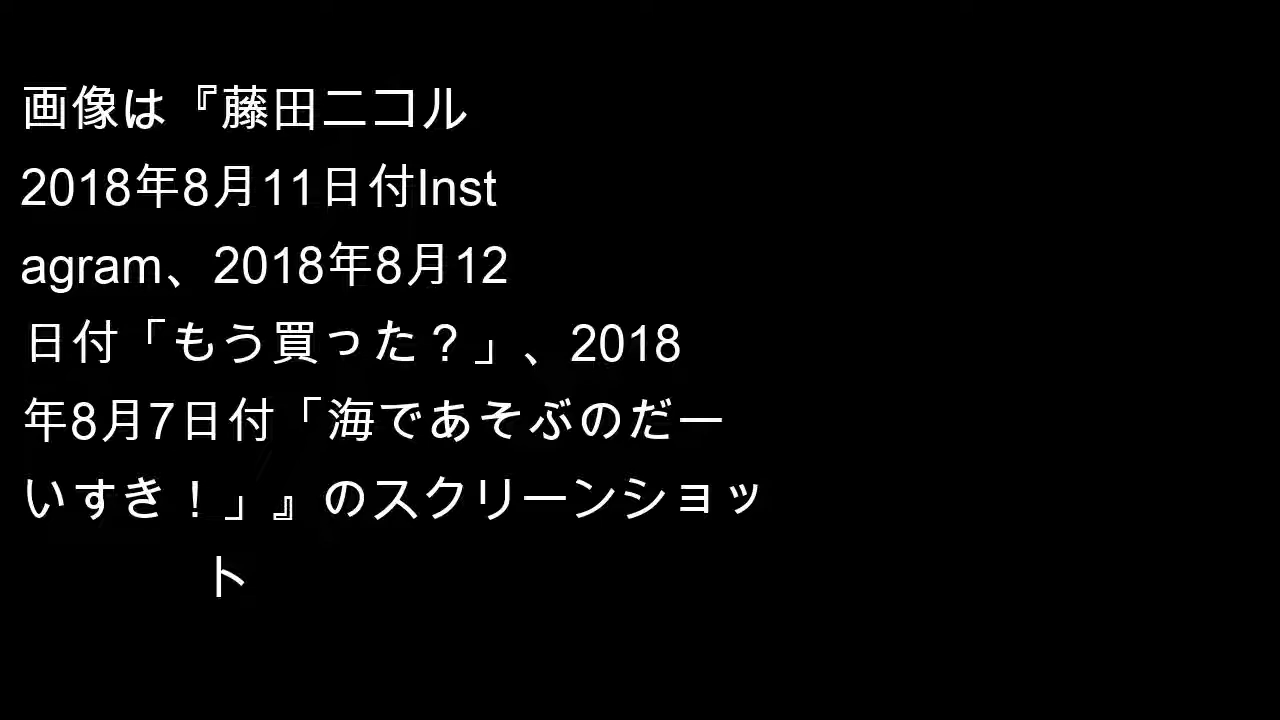 画像は『藤田ニコル
2018年8月11日付Inst
agram、2018年8月12
日付「もう買った？」、2018
年8月7日付「海であそぶのだー
いすき！」』のスクリーンショッ
ト